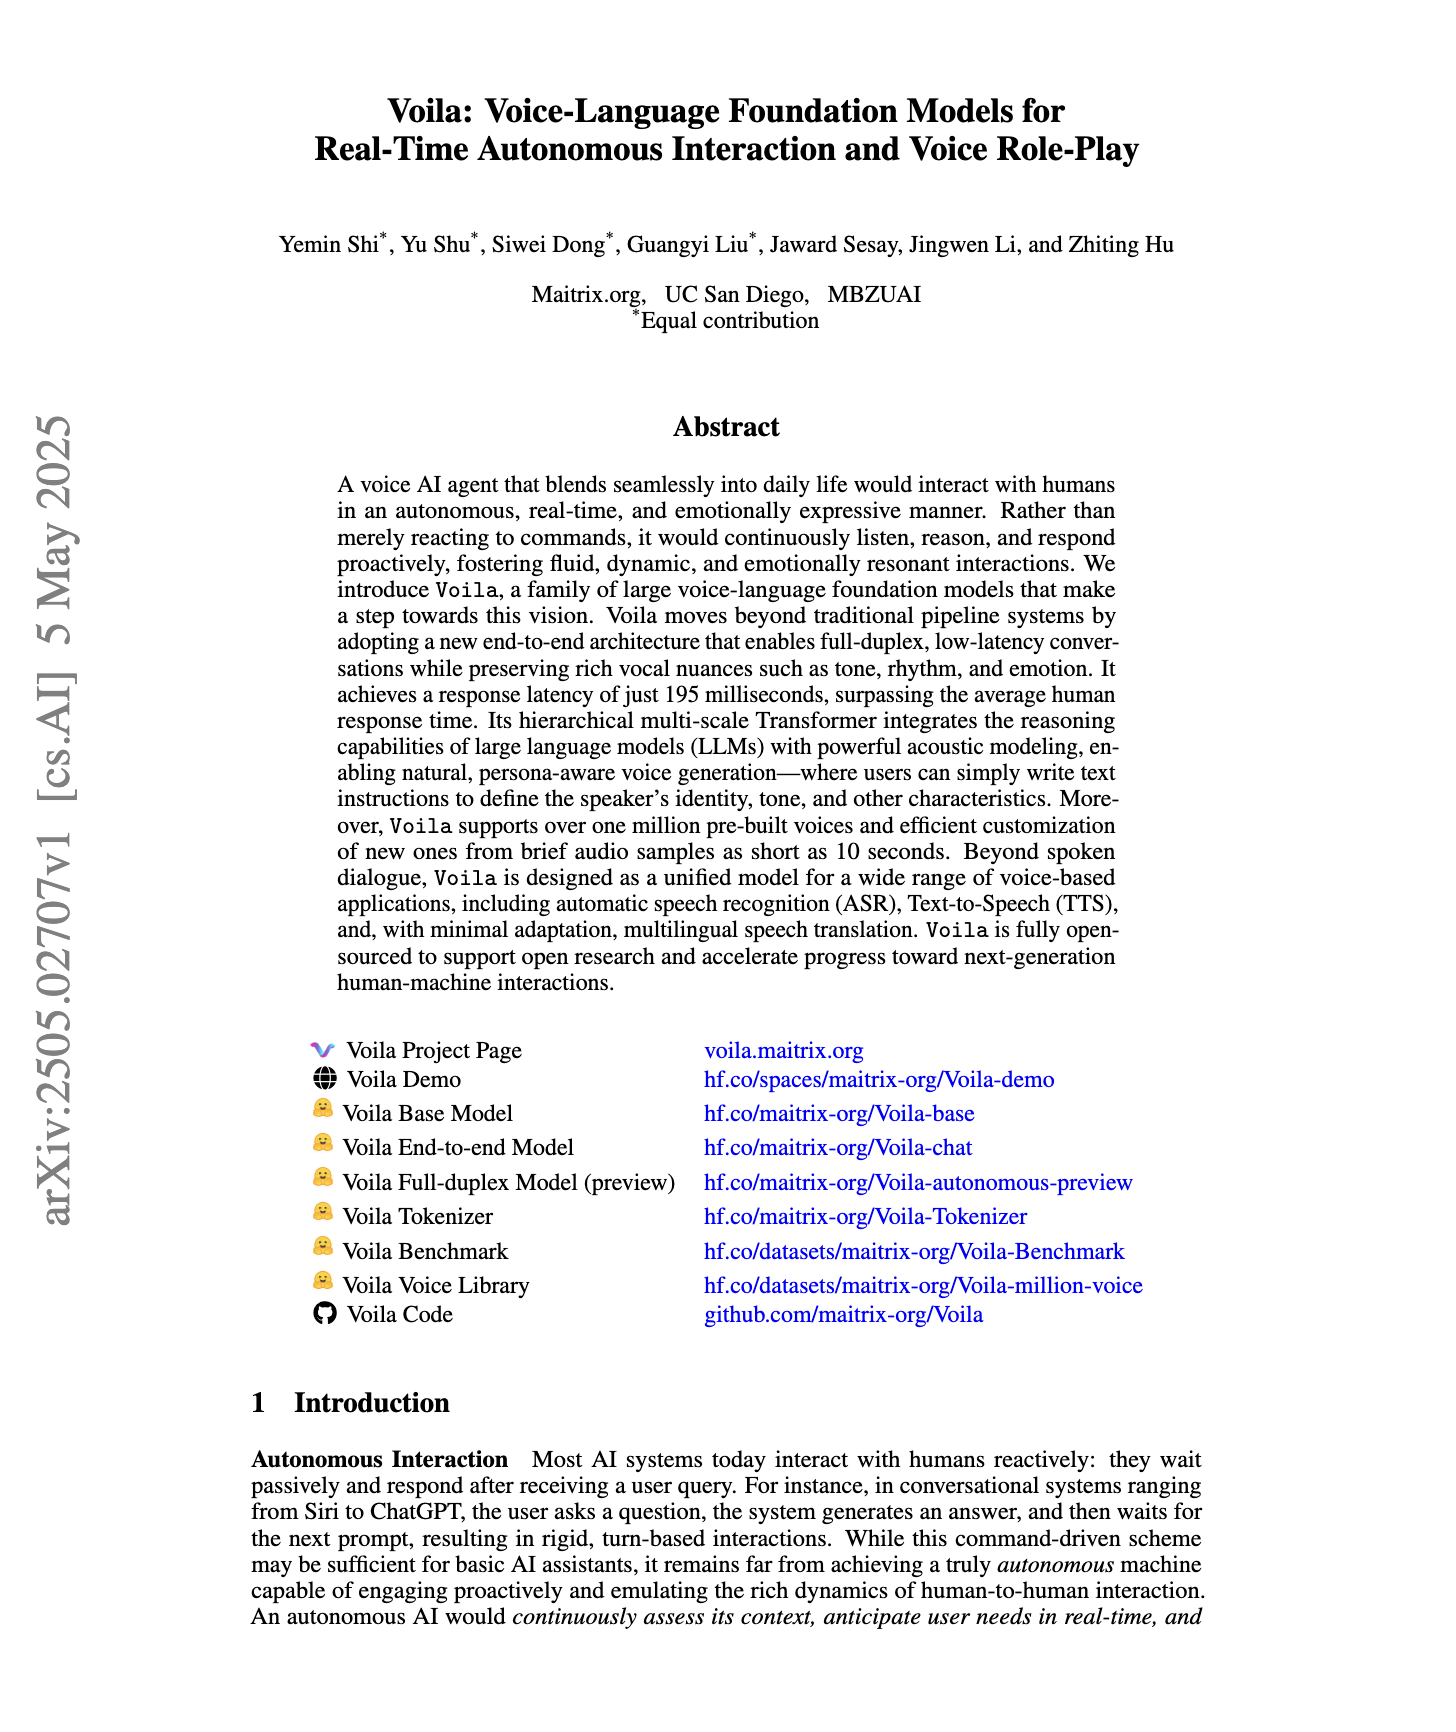 Voila: Voice-Language Foundation Models for
Real-Time Autonomous Interaction and Voice Role-Play
Yemin Shi*, Yu Shu*, Siwei Dong*, Guangyi Liu*, Jaward Sesay, Jingwen Li, and Zhiting Hu
Maitrix.org, UC San Diego, MBZUAI
*Equal contribution
arXiv:2505.02707v1 [cs.AI] 5 May 2025
Abstract
A voice AI agent that blends seamlessly into daily life would interact with humans
in an autonomous, real-time, and emotionally expressive manner. Rather than
merely reacting to commands, it would continuously listen, reason, and respond
proactively, fostering fluid, dynamic, and emotionally resonant interactions. We
introduce Voila, a family of large voice-language foundation models that make
a step towards this vision. Voila moves beyond traditional pipeline systems by
adopting a new end-to-end architecture that enables full-duplex, low-latency conver-
sations while preserving rich vocal nuances such as tone, rhythm, and emotion. It
achieves a response latency of just 195 milliseconds, surpassing the average human
response time. Its hierarchical multi-scale Transformer integrates the reasoning
capabilities of large language models (LLMs) with powerful acoustic modeling, en-
abling natural, persona-aware voice generation—where users can simply write text
instructions to define the speaker's identity, tone, and other characteristics. More-
over, Voila supports over one million pre-built voices and efficient customization
of new ones from brief audio samples as short as 10 seconds. Beyond spoken
dialogue, Voila is designed as a unified model for a wide range of voice-based
applications, including automatic speech recognition (ASR), Text-to-Speech (TTS),
and, with minimal adaptation, multilingual speech translation. Voila is fully open-
sourced to support open research and accelerate progress toward next-generation
human-machine interactions.
Voila Project Page voila.maitrix.org
Voila Demo hf.co/spaces/maitrix-org/Voila-demo
Voila Base Model hf.co/maitrix-org/Voila-base
Voila End-to-end Model hf.co/maitrix-org/Voila-chat
Voila Full-duplex Model (preview) hf.co/maitrix-org/Voila-autonomous-preview
Voila Tokenizer hf.co/maitrix-org/Voila-Tokenizer
Voila Benchmark hf.co/datasets/maitrix-org/Voila-Benchmark
Voila Voice Library hf.co/datasets/maitrix-org/Voila-million-voice
Voila Code github.com/maitrix-org/Voila
1 Introduction
Autonomous Interaction Most AI systems today interact with humans reactively: they wait
passively and respond after receiving a user query. For instance, in conversational systems ranging
from Siri to ChatGPT, the user asks a question, the system generates an answer, and then waits for
the next prompt, resulting in rigid, turn-based interactions. While this command-driven scheme
may be sufficient for basic AI assistants, it remains far from achieving a truly autonomous machine
capable of engaging proactively and emulating the rich dynamics of human-to-human interaction.
An autonomous AI would continuously assess its context, anticipate user needs in real-time, and